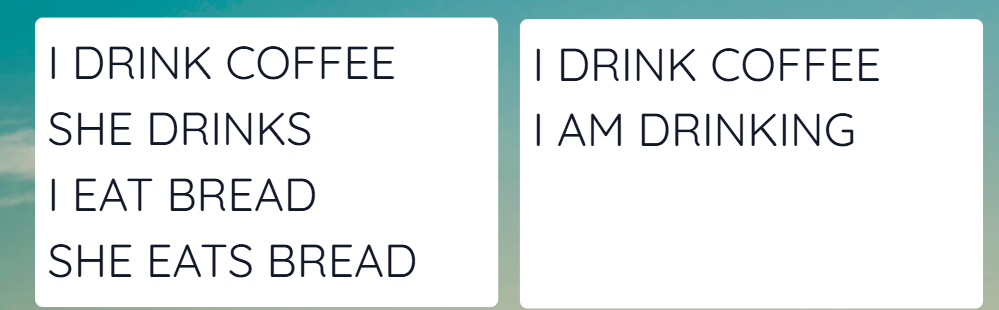 I DRINK COFFEE
SHE DRINKS
I EAT BREAD
SHE EATS BREAD
I DRINK COFFEE
I AM DRINKING